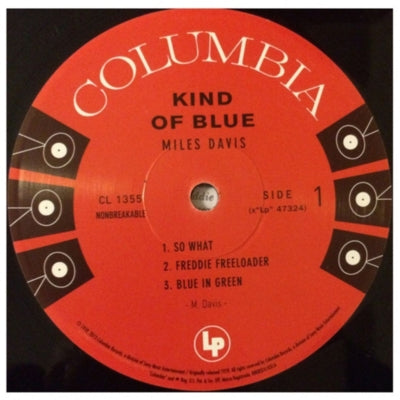 COLUMBIA
KIND
OF BLUE
MILES DAVIS
CL 1355
NONBREAKABLE
SIDE 1
(x"Lp" 47324)
1. SO WHAT
2. FREDDIE FREELOADER
3. BLUE IN GREEN
- M. Davis -
Lp